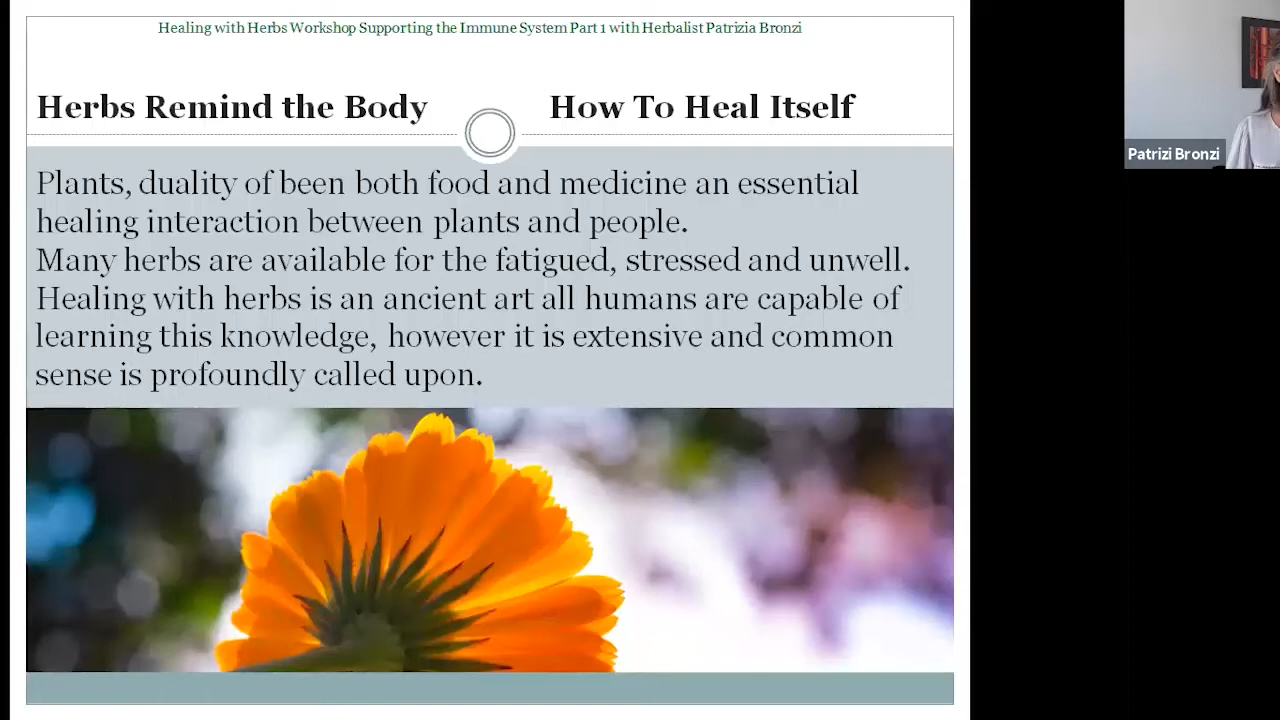 Healing with Herbs Workshop Supporting the Immune System Part 1 with Herbalist Patrizia Bronzi
Herbs Remind the Body How To Heal Itself
Plants, duality of been both food and medicine an essential
healing interaction between plants and people.
Many herbs are available for the fatigued, stressed and unwell.
Healing with herbs is an ancient art all humans are capable of
learning this knowledge, however it is extensive and common
sense is profoundly called upon.
Patrizi Bronzi